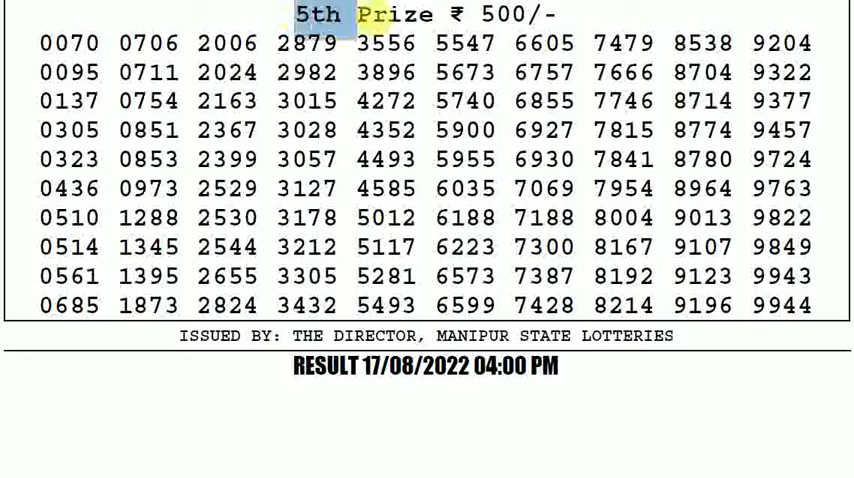 5th Prize ₹ 500/-
0070 0706 2006 2879 3556 5547 6605 7479 8538 9204
0095 0711 2024 2982 3896 5673 6757 7666 8704 9322
0137 0754 2163 3015 4272 5740 6855 7746 8714 9377
0305 0851 2367 3028 4352 5900 6927 7815 8774 9457
0323 0853 2399 3057 4493 5955 6930 7841 8780 9724
0436 0973 2529 3127 4585 6035 7069 7954 8964 9763
0510 1288 2530 3178 5012 6188 7188 8004 9013 9822
0514 1345 2544 3212 5117 6223 7300 8167 9107 9849
0561 1395 2655 3305 5281 6573 7387 8192 9123 9943
0685 1873 2824 3432 5493 6599 7428 8214 9196 9944
ISSUED BY: THE DIRECTOR, MANIPUR STATE LOTTERIES
RESULT 17/08/2022 04:00 PM